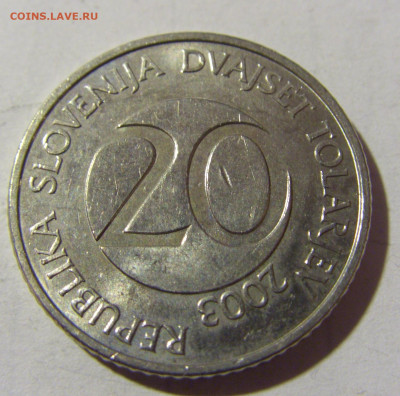 COINS.LAVE.RU
REPUBLIKA SLOVENIJA DVAJSET TOLARJEV 2003
20